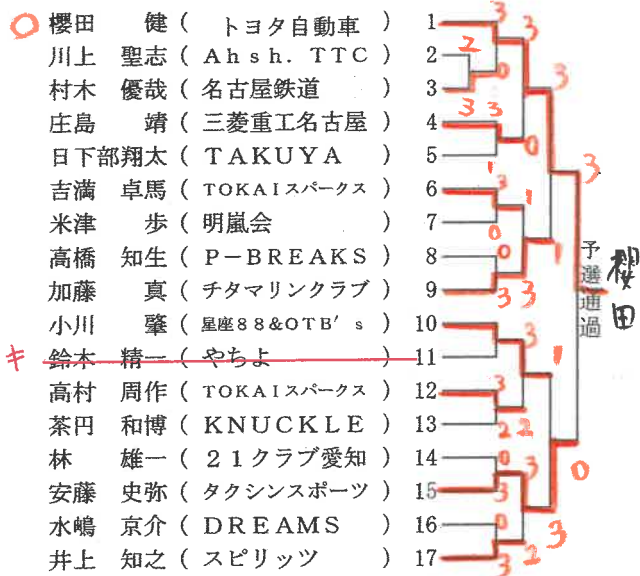 ○ 櫻田 健 ( トヨタ自動車 ) 1
川上 聖志 ( Ahsh. TTC ) 2
村木 優哉 ( 名古屋鉄道 ) 3
庄島 靖 ( 三菱重工名古屋 ) 4
日下部翔太 ( TAKUYA ) 5
吉満 卓馬 ( TOKAIスパークス ) 6
米津 歩 ( 明嵐会 ) 7
高橋 知生 ( P-BREAKS ) 8
加藤 真 ( チタマリンクラブ ) 9
小川 肇 ( 星座88&OTB's ) 10
キ 鈴木 精一 ( やちよ ) 11
高村 周作 ( TOKAIスパークス ) 12
茶円 和博 ( KNUCKLE ) 13
林 雄一 ( 21クラブ愛知 ) 14
安藤 史弥 ( タクシンスポーツ ) 15
水嶋 京介 ( DREAMS ) 16
井上 知之 ( スピリッツ ) 17
3
3
2
0
3
3
3
0
1
3
3
1
0
1
0
3
3
1
3
2
2
0
3
3
0
0
3
2
3
予選通過
櫻田